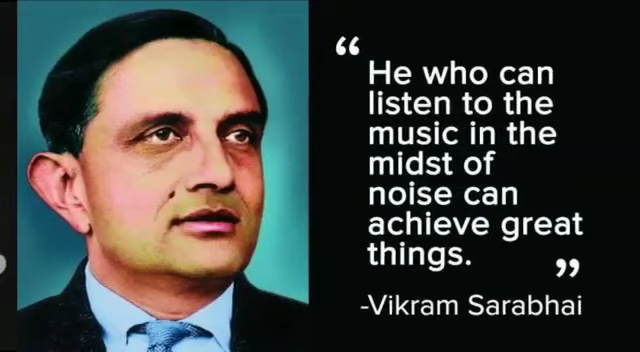 “
He who can
listen to the
music in the
midst of
noise can
achieve great
things.
”
-Vikram Sarabhai